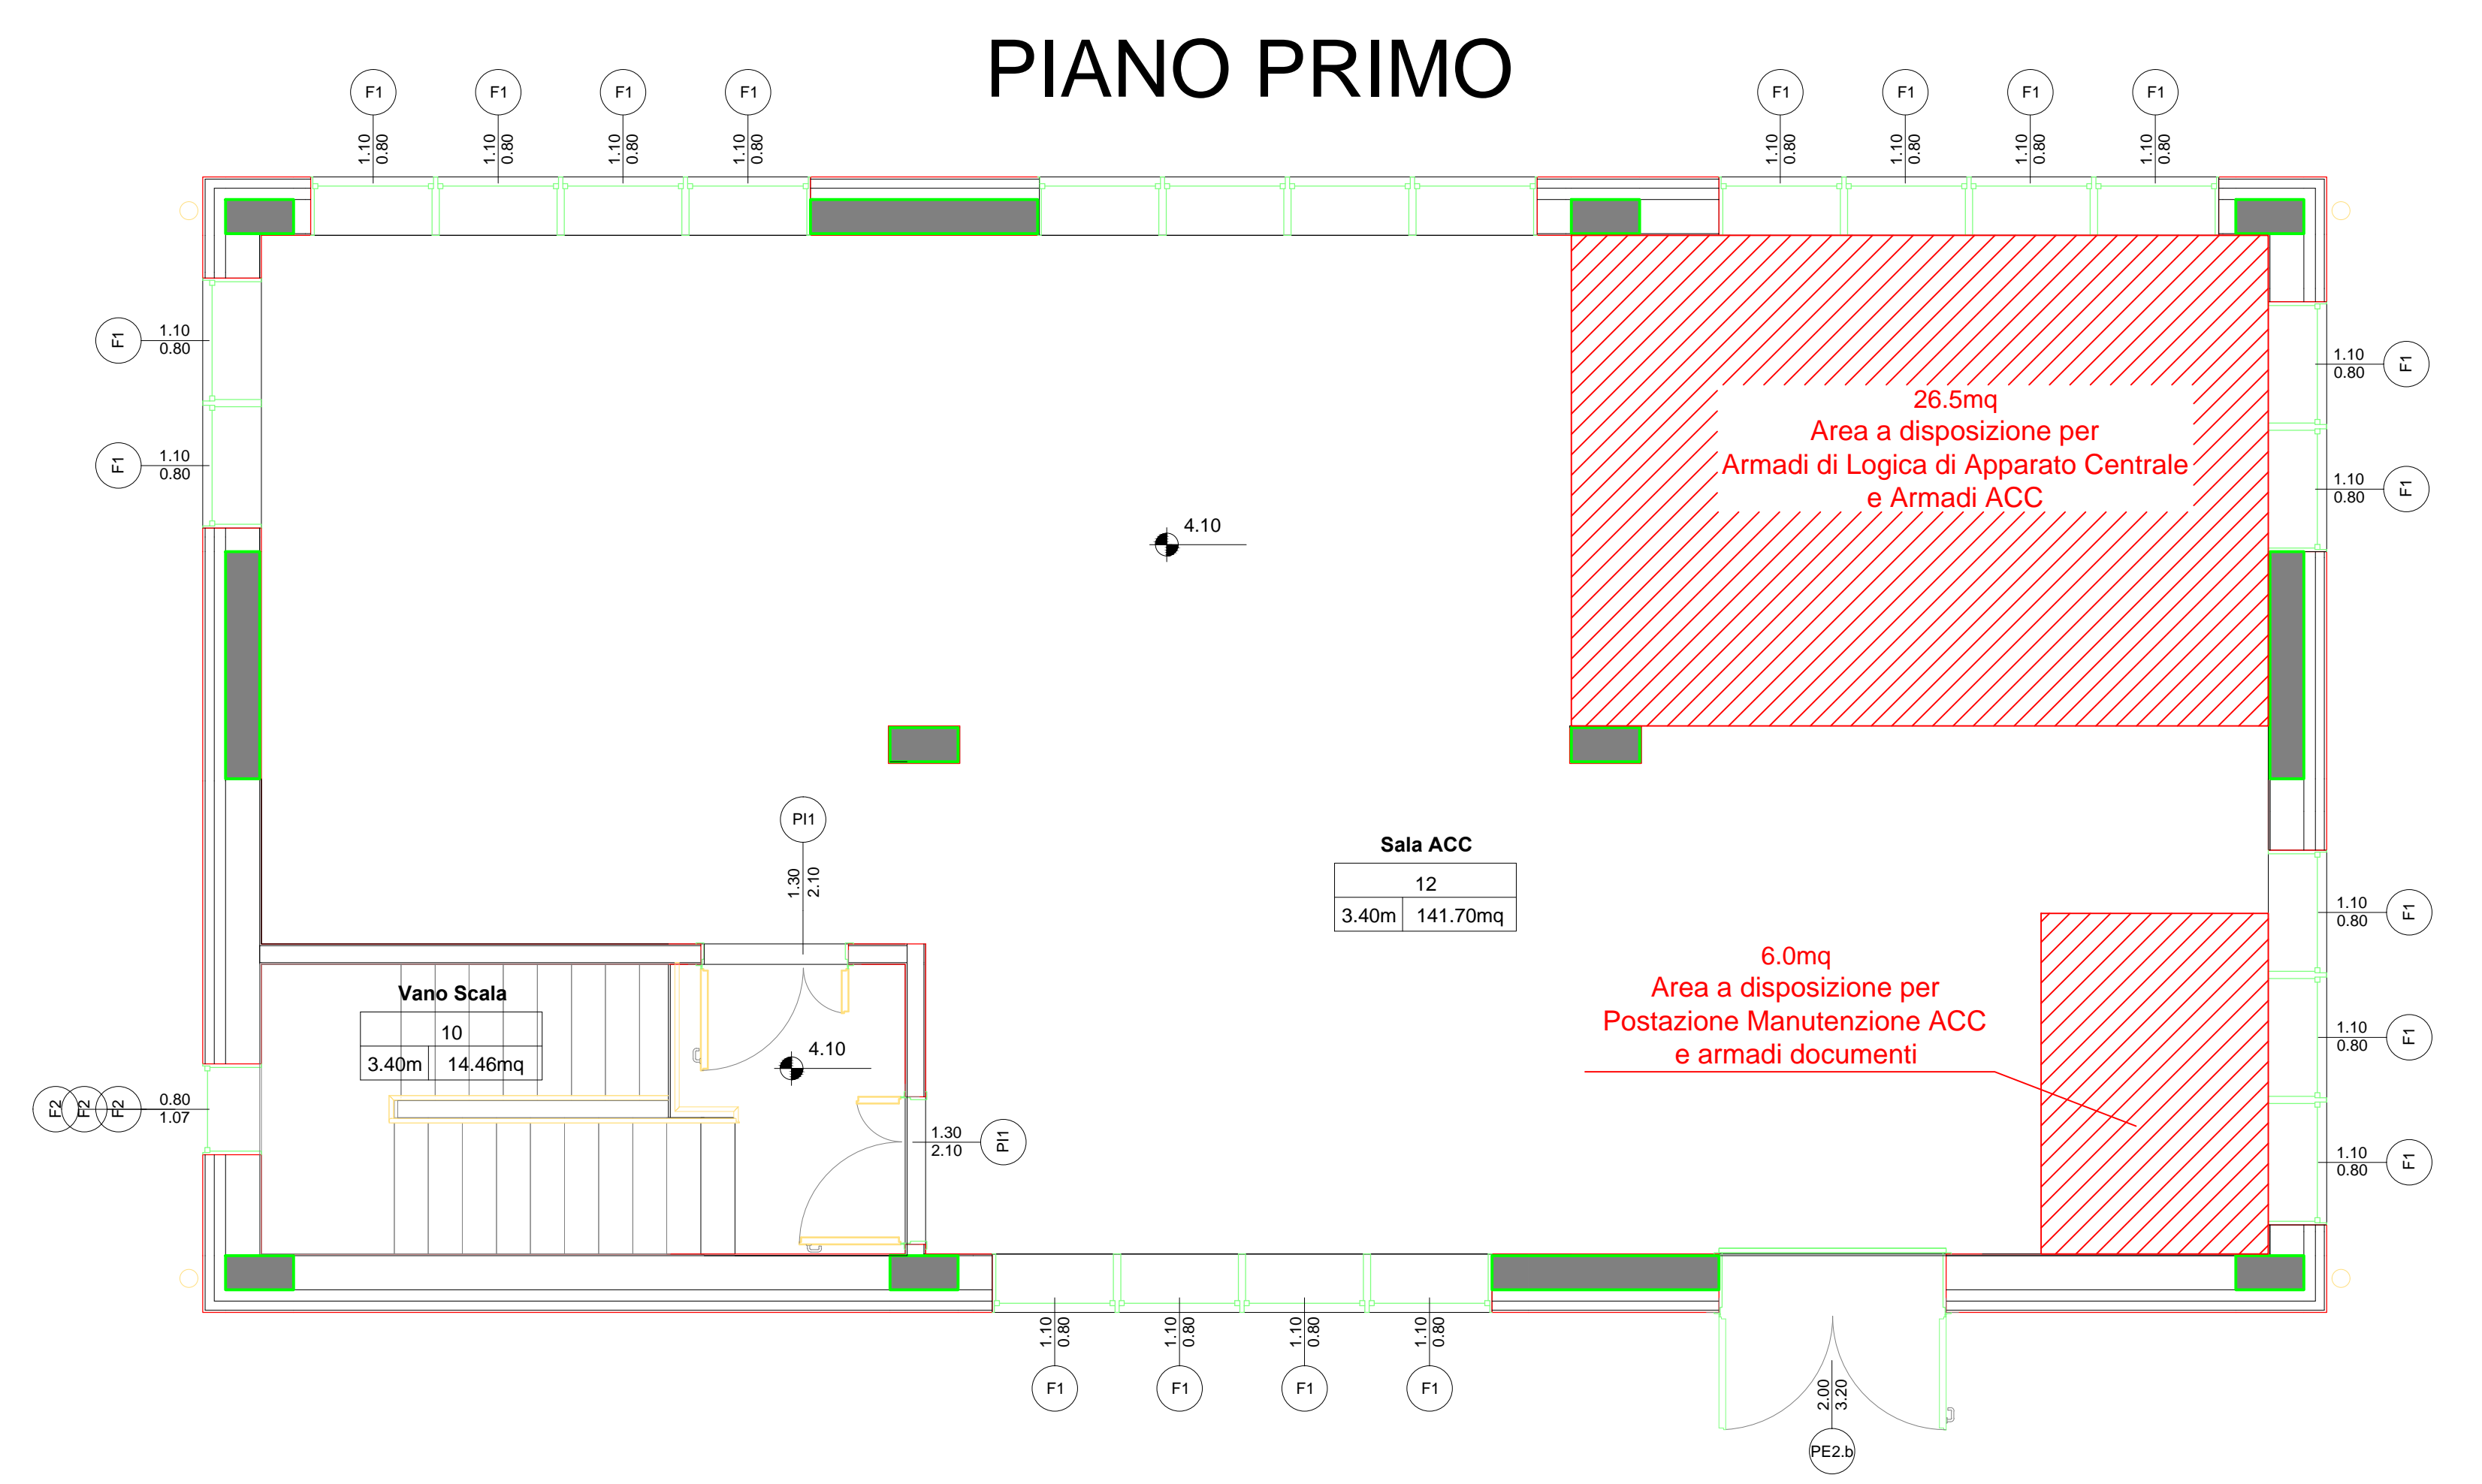 PIANO PRIMO
F1 F1 F1 F1 F1 F1 F1 F1
1.10 1.10 1.10 1.10 1.10 1.10 1.10 1.10
0.80 0.80 0.80 0.80 0.80 0.80 0.80 0.80
F1 1.10
0.80
1.10 F1
0.80
26.5mq
Area a disposizione per
Armadi di Logica di Apparato Centrale
e Armadi ACC
F1 1.10
0.80
1.10 F1
0.80
4.10
PI1
1.30
2.10
Sala ACC
12
3.40m 141.70mq
1.10 F1
0.80
6.0mq
Area a disposizione per
Postazione Manutenzione ACC
e armadi documenti
Vano Scala
10
3.40m 14.46mq
4.10
1.10 F1
0.80
F2 F2 F2 0.80
1.07
1.30 PI1
2.10
1.10 F1
0.80
1.10 1.10 1.10 1.10
0.80 0.80 0.80 0.80
F1 F1 F1 F1
2.00
3.20
PE2.b